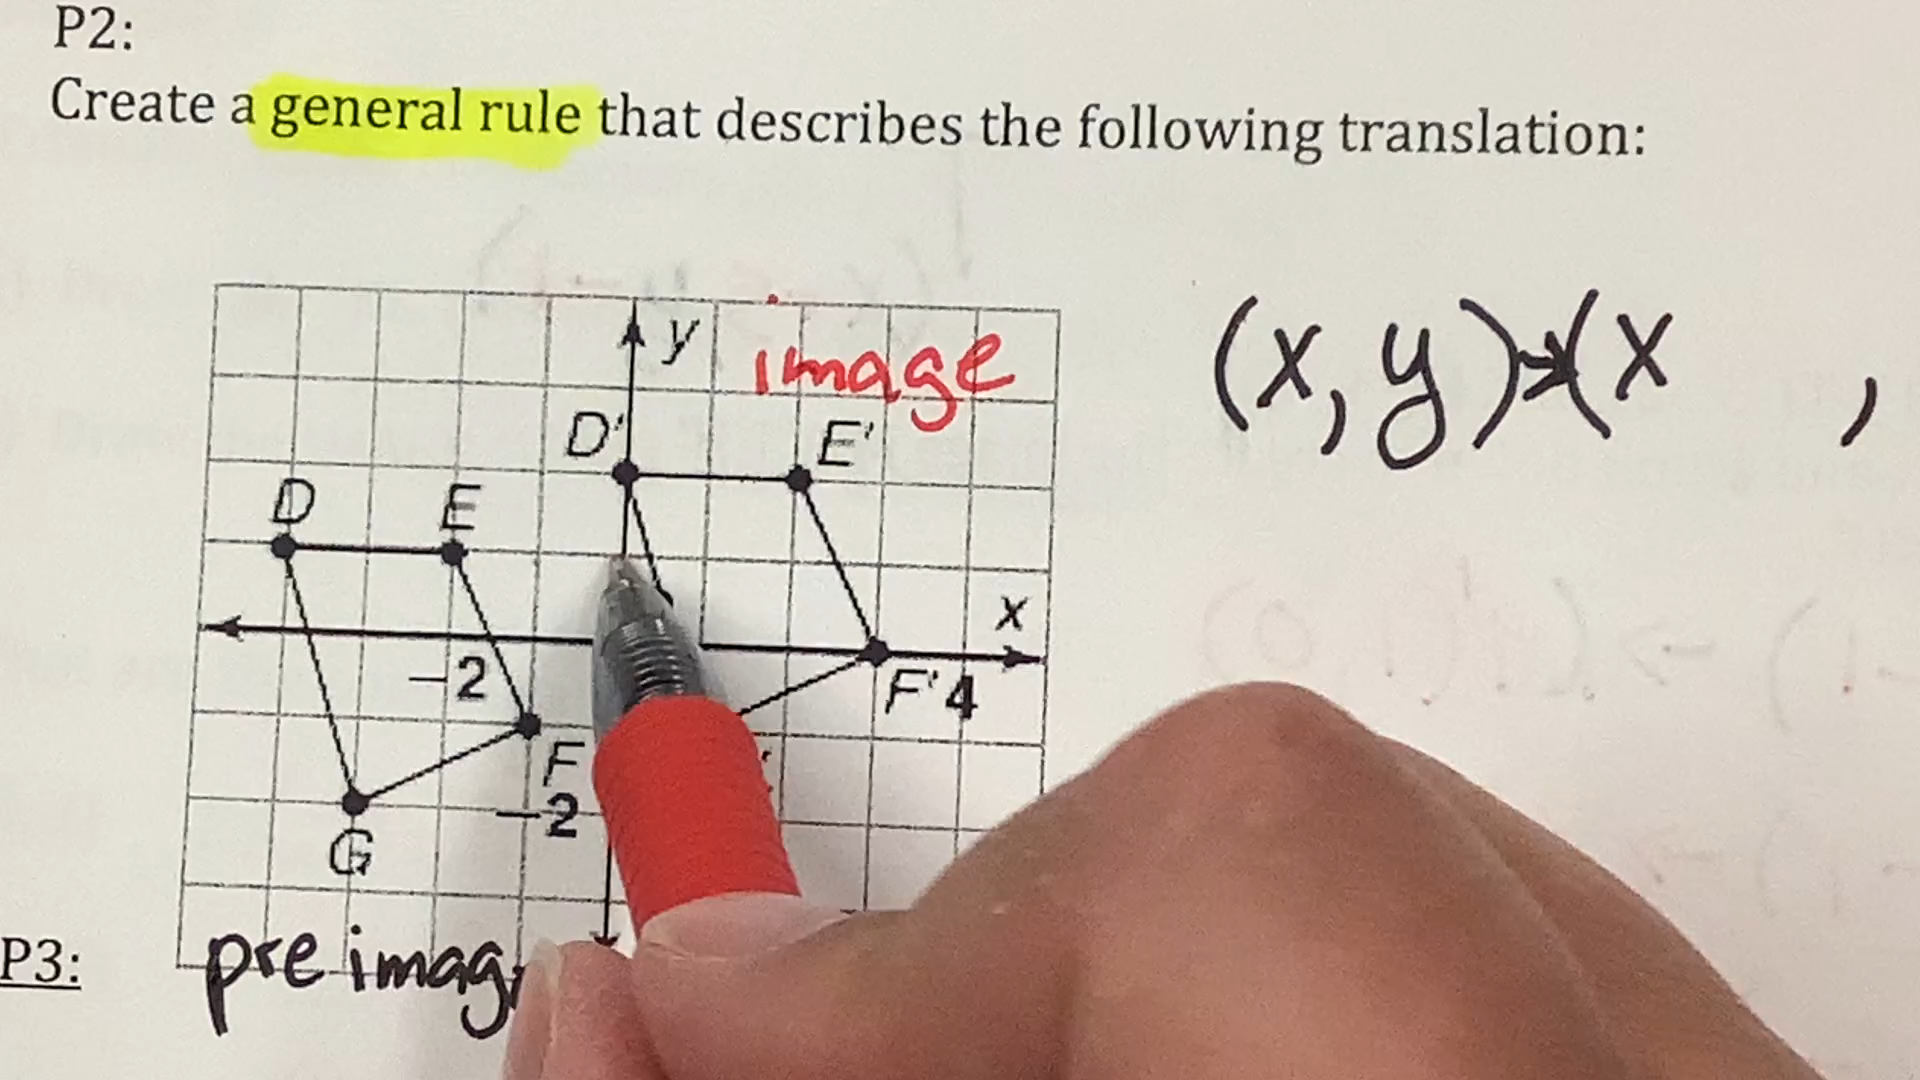 P2:
Create a general rule that describes the following translation:
(x, y)→(x ,
y
image
D'
E'
D
E
x
-2
F'
4
F
-2
G
P3:
pre imag